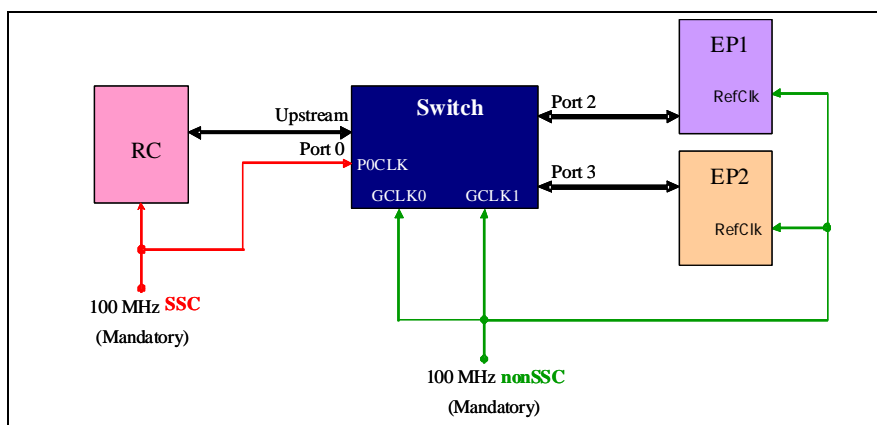 EP1
RefClk
Switch
Port 2
Upstream
Port 0
RC
P0CLK
GCLK0
GCLK1
Port 3
EP2
RefClk
100 MHz SSC
(Mandatory)
100 MHz nonSSC
(Mandatory)